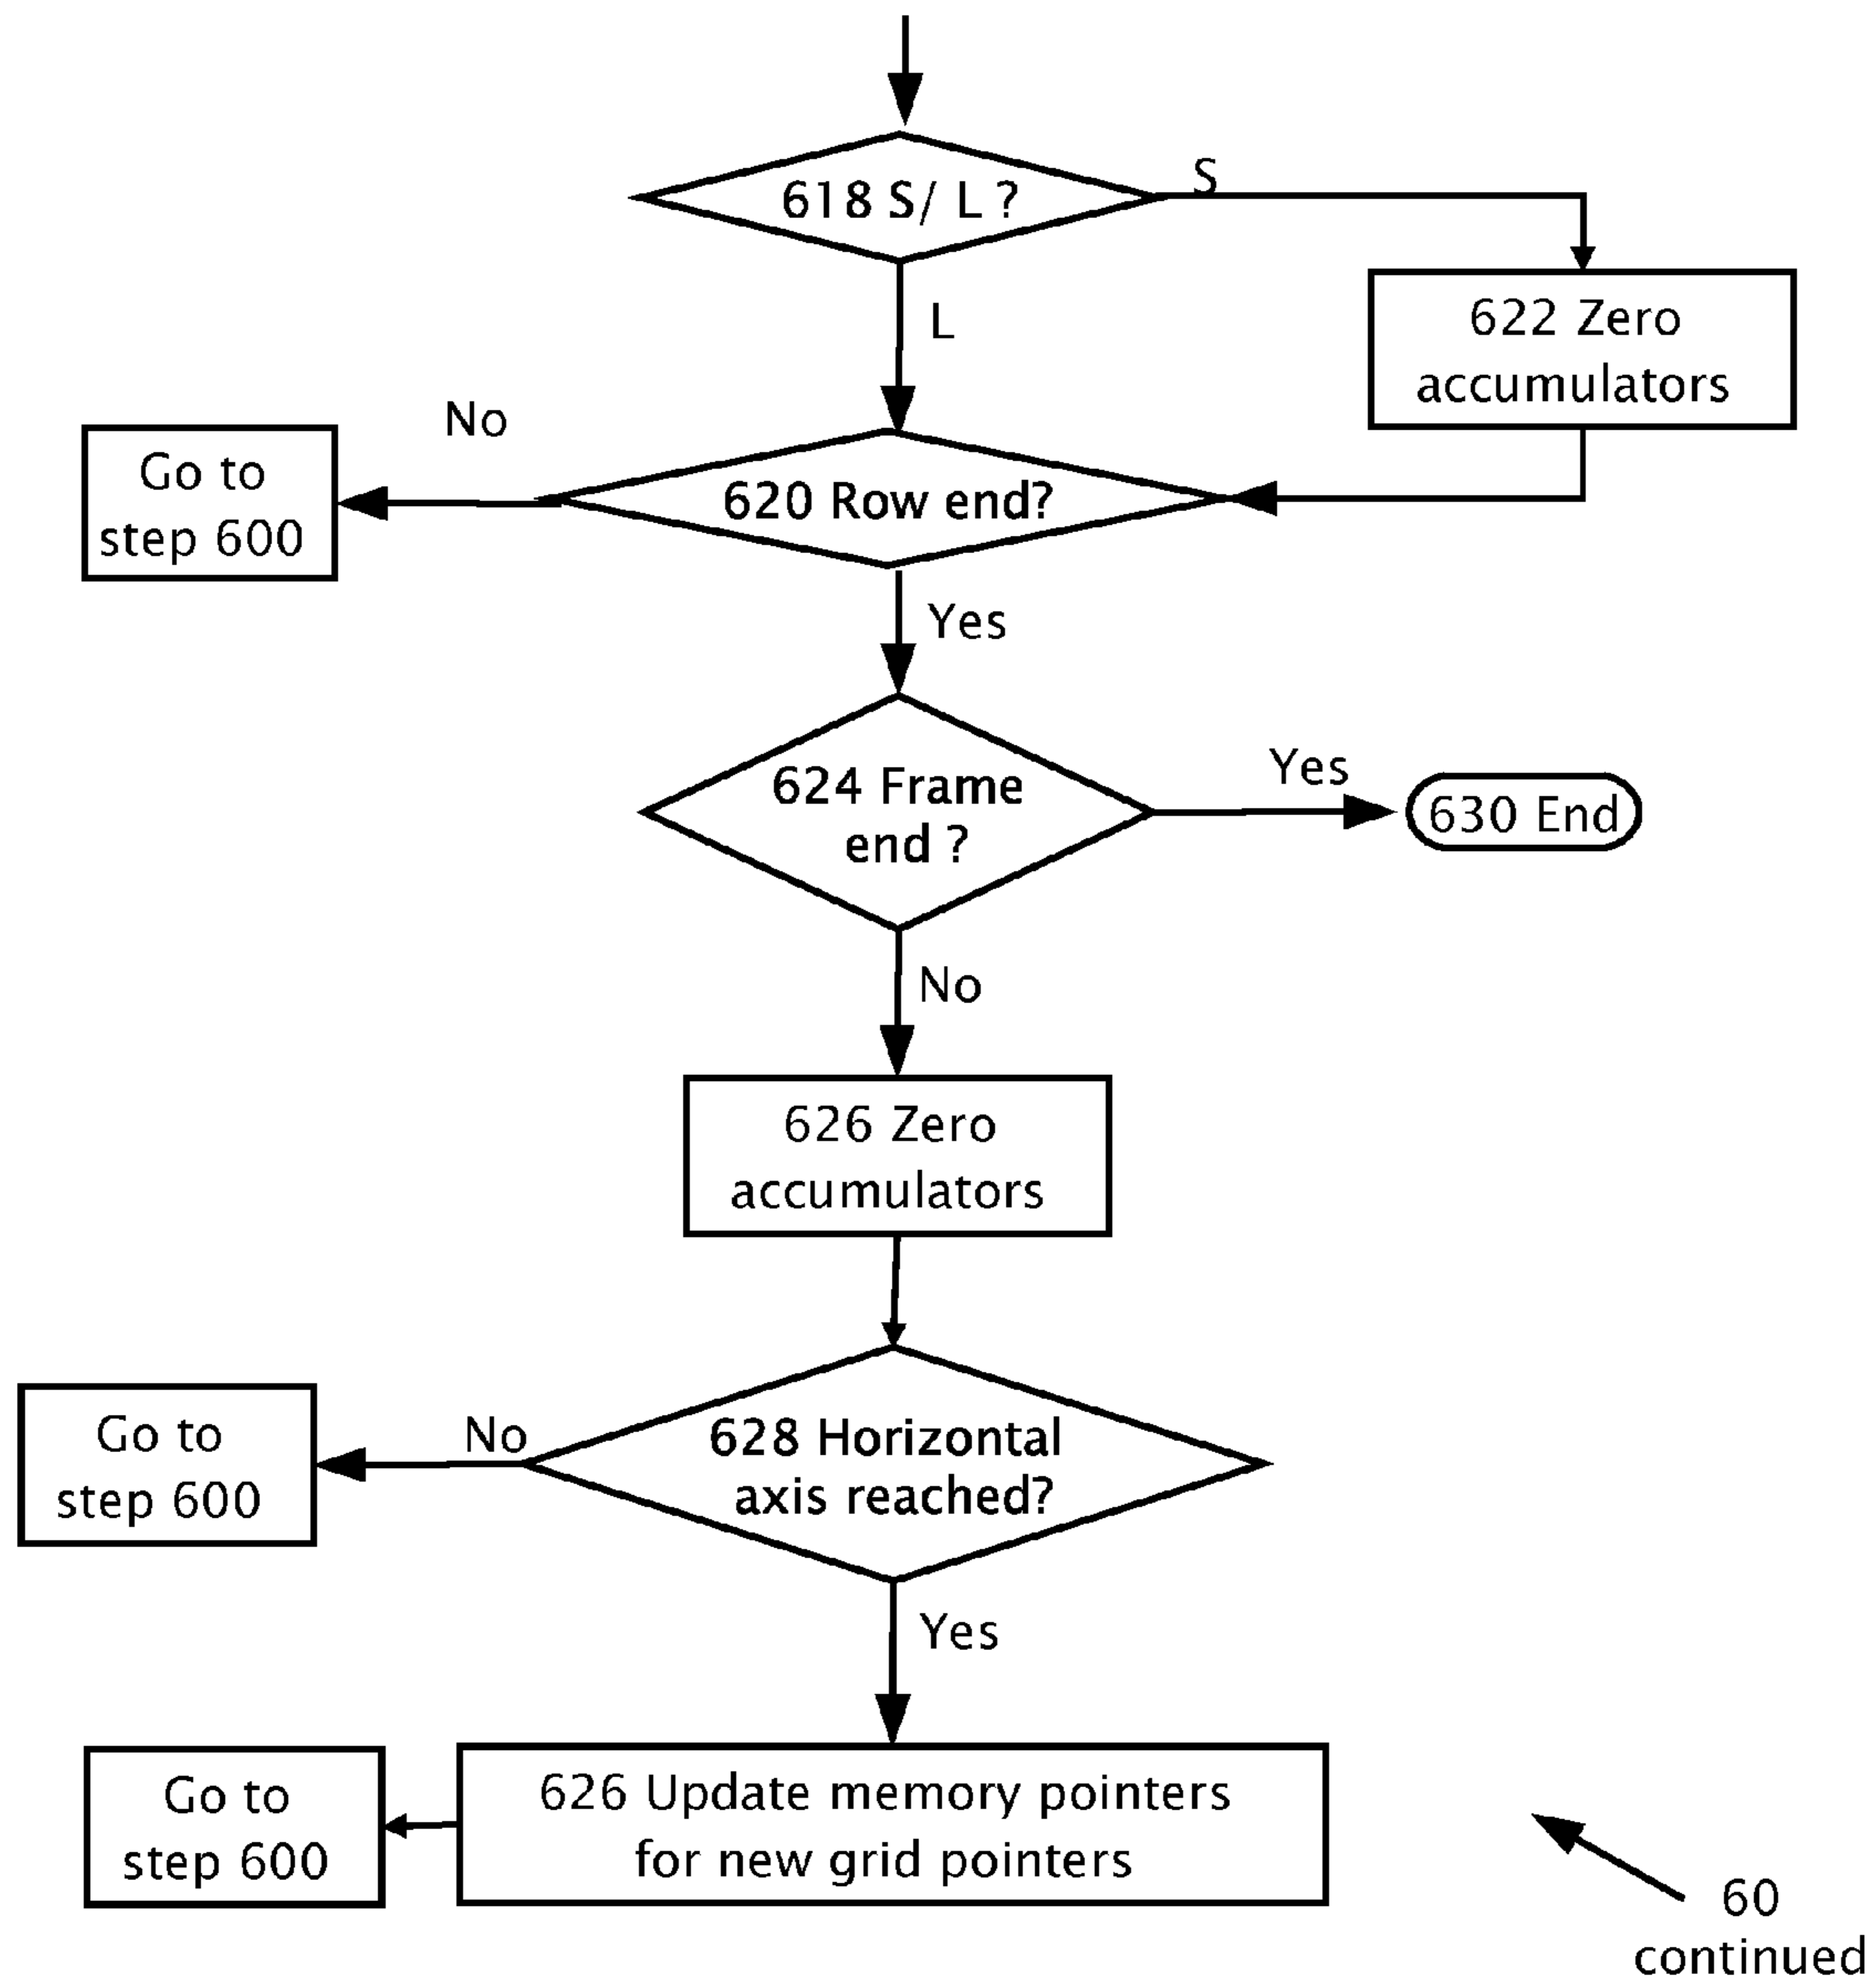 618 S/ L ?
S
L
622 Zero
accumulators
No
Go to
step 600
620 Row end?
Yes
624 Frame
end ?
Yes
630 End
No
626 Zero
accumulators
Go to
step 600
No
628 Horizontal
axis reached?
Yes
Go to
step 600
626 Update memory pointers
for new grid pointers
60
continued